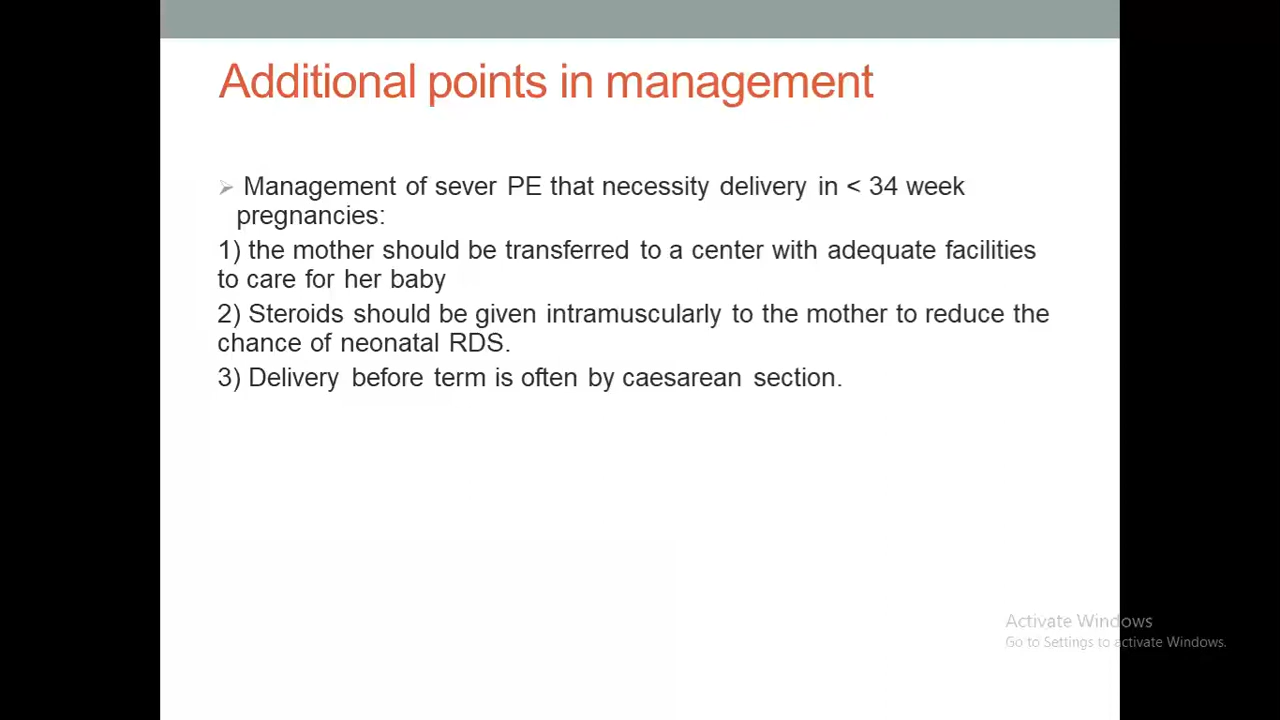 Additional points in management
Management of sever PE that necessity delivery in < 34 week
pregnancies:
1) the mother should be transferred to a center with adequate facilities
to care for her baby
2) Steroids should be given intramuscularly to the mother to reduce the
chance of neonatal RDS.
3) Delivery before term is often by caesarean section.
Activate Windows
Go to Settings to activate Windows.